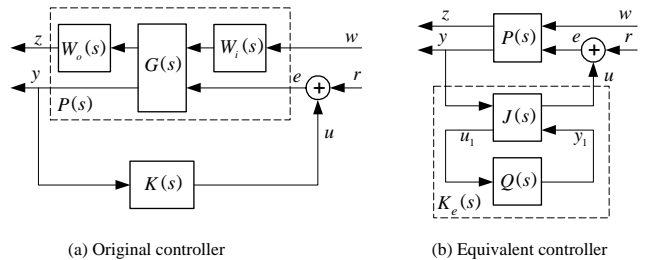 z
W_o(s)
G(s)
W_i(s)
w
y
P(s)
e
+
r
u
K(s)
(a) Original controller
z
P(s)
w
y
e
+
r
u
J(s)
u_1
y_1
Q(s)
K_e(s)
(b) Equivalent controller